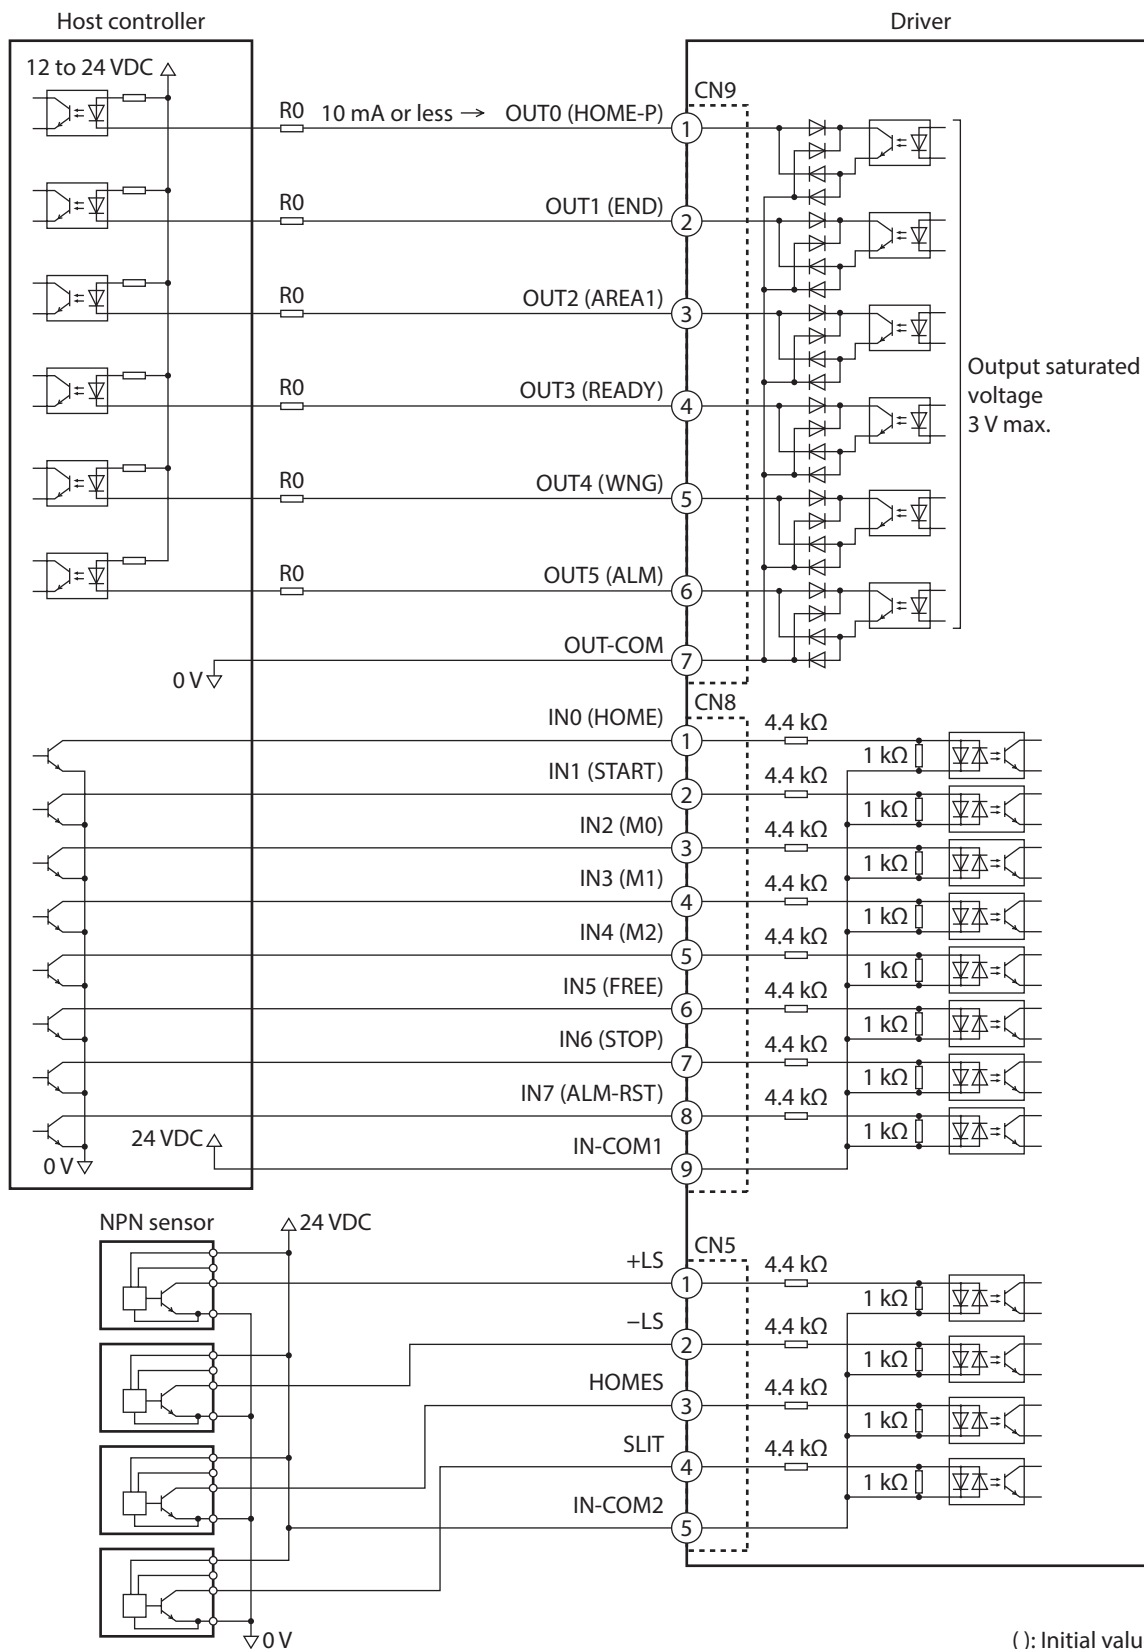 Host controller
Driver
12 to 24 VDC
CN9
R0 10 mA or less → OUT0 (HOME-P)
1
R0
OUT1 (END)
2
R0
OUT2 (AREA1)
3
Output saturated
voltage
3 V max.
R0
OUT3 (READY)
4
R0
OUT4 (WNG)
5
R0
OUT5 (ALM)
6
OUT-COM
7
0 V
CN8
IN0 (HOME)
1
4.4 kΩ
1 kΩ
IN1 (START)
2
4.4 kΩ
1 kΩ
IN2 (M0)
3
4.4 kΩ
1 kΩ
IN3 (M1)
4
4.4 kΩ
1 kΩ
IN4 (M2)
5
4.4 kΩ
1 kΩ
IN5 (FREE)
6
4.4 kΩ
1 kΩ
IN6 (STOP)
7
4.4 kΩ
1 kΩ
IN7 (ALM-RST)
8
4.4 kΩ
1 kΩ
24 VDC
IN-COM1
9
0 V
NPN sensor
24 VDC
CN5
+LS
1
4.4 kΩ
1 kΩ
−LS
2
4.4 kΩ
1 kΩ
HOMES
3
4.4 kΩ
1 kΩ
SLIT
4
4.4 kΩ
1 kΩ
IN-COM2
5
0 V
( ): Initial valu